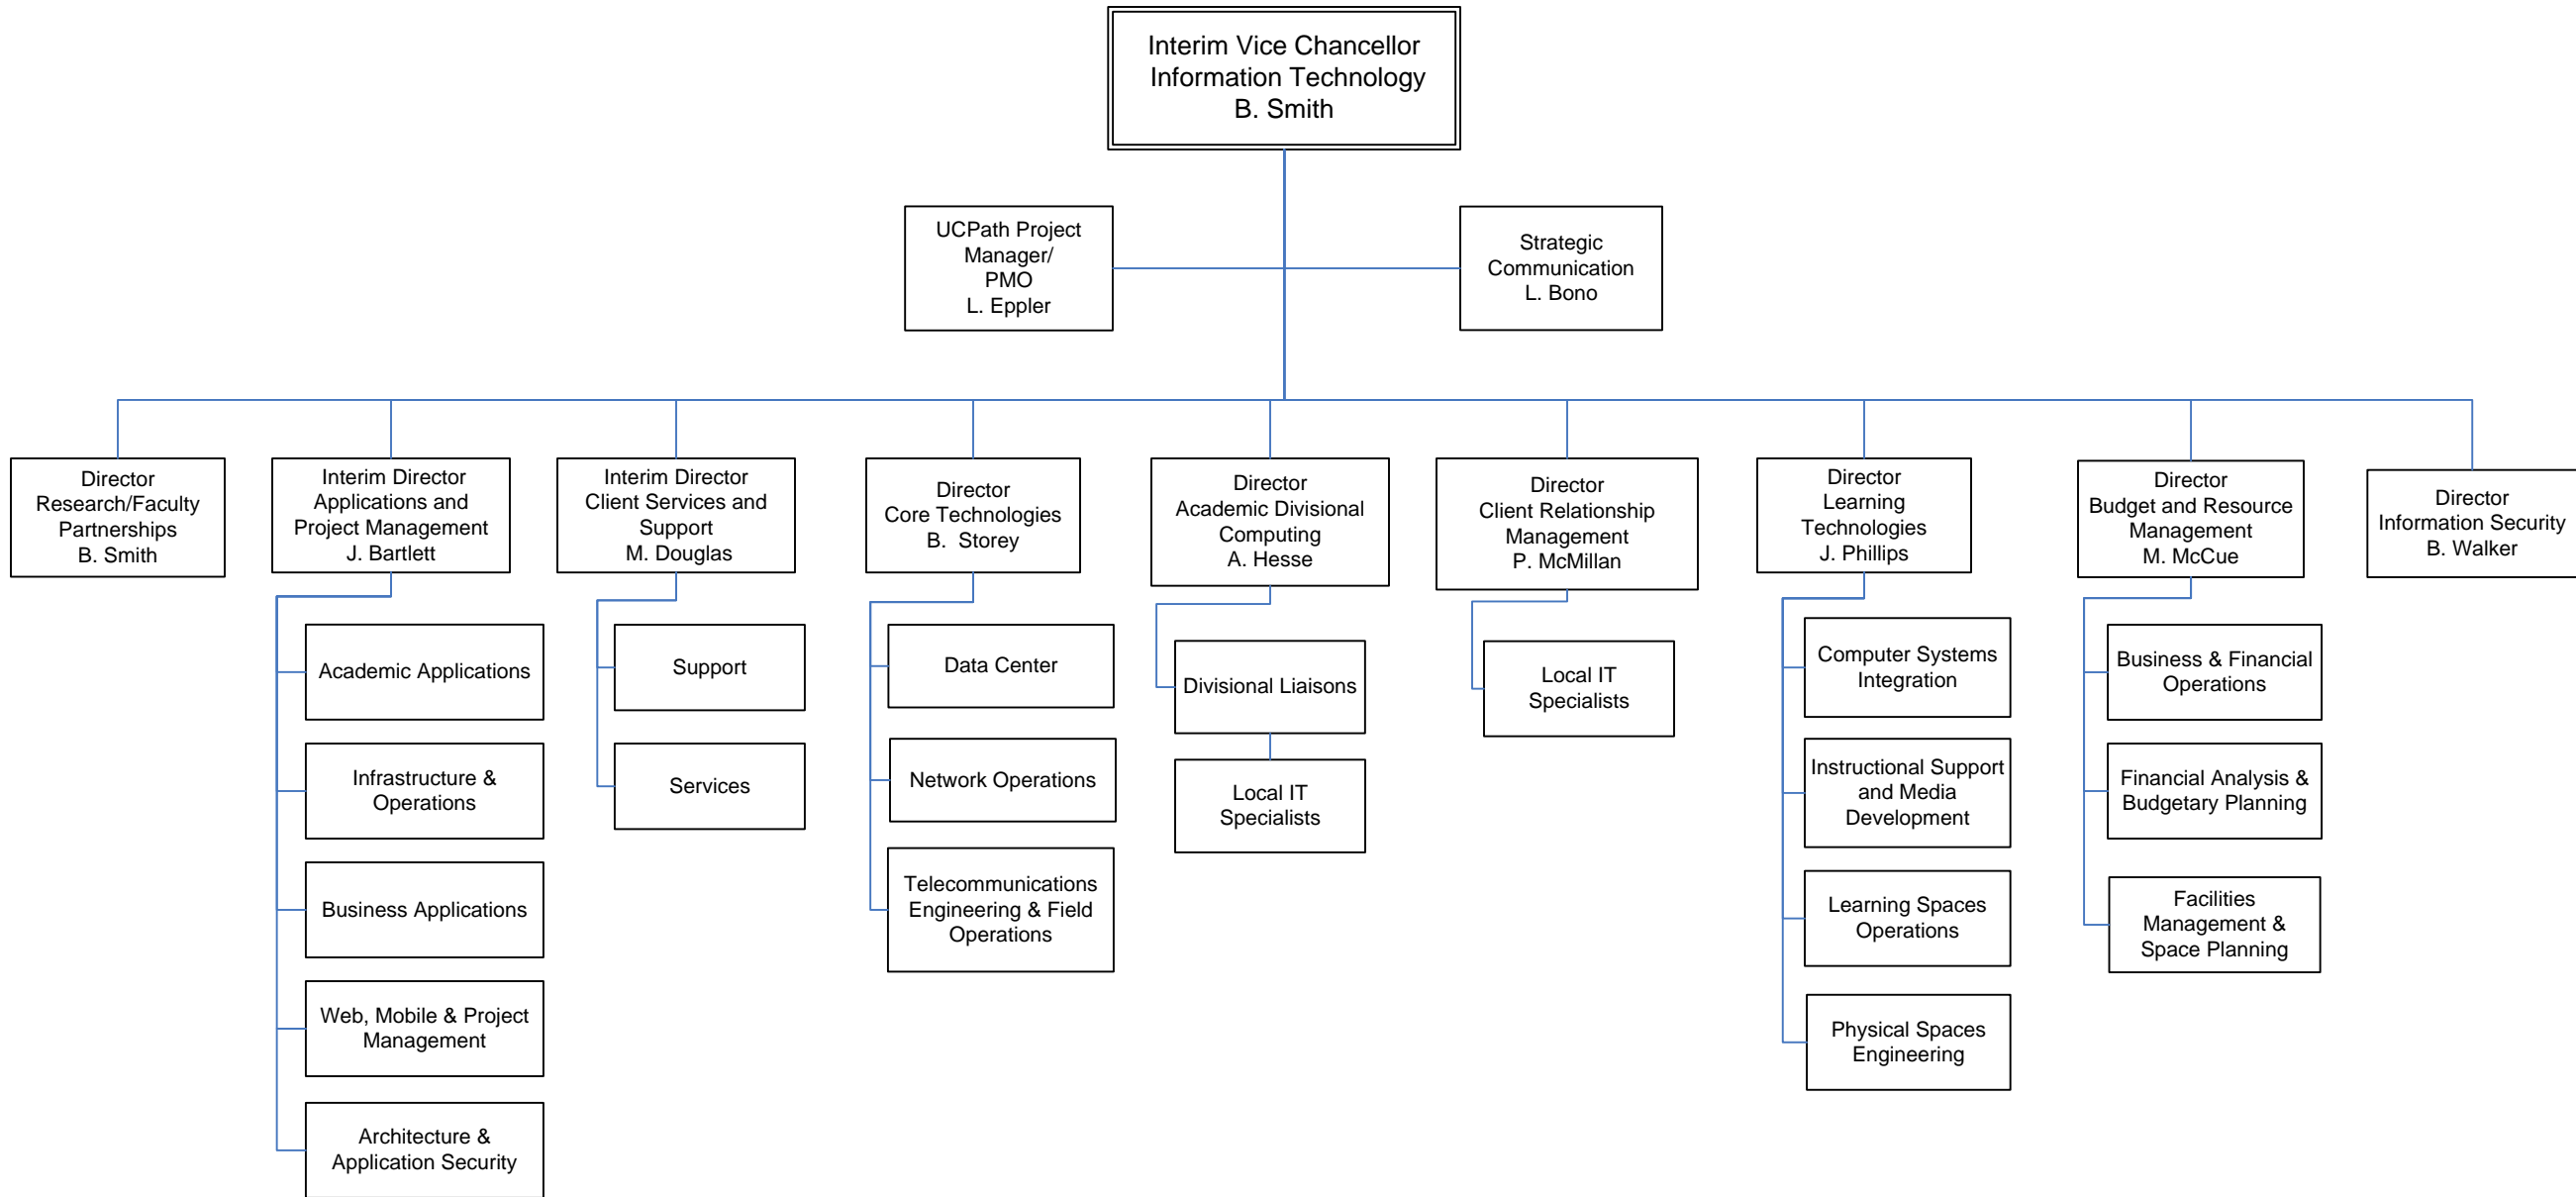 Interim Vice Chancellor
Information Technology
B. Smith
UCPath Project
Manager/
PMO
L. Eppler
Strategic
Communication
L. Bono
Director
Research/Faculty
Partnerships
B. Smith
Interim Director
Applications and
Project Management
J. Bartlett
Interim Director
Client Services and
Support
M. Douglas
Director
Core Technologies
B.  Storey
Director
Academic Divisional
Computing
A. Hesse
Director
Client Relationship
Management
P. McMillan
Director
Learning
Technologies
J. Phillips
Director
Budget and Resource
Management
M. McCue
Director
Information Security
B. Walker
Academic Applications
Infrastructure &
Operations
Business Applications
Web, Mobile & Project
Management
Architecture &
Application Security
Support
Services
Data Center
Network Operations
Telecommunications
Engineering & Field
Operations
Divisional Liaisons
Local IT
Specialists
Local IT
Specialists
Computer Systems
Integration
Instructional Support
and Media
Development
Learning Spaces
Operations
Physical Spaces
Engineering
Business & Financial
Operations
Financial Analysis &
Budgetary Planning
Facilities
Management &
Space Planning